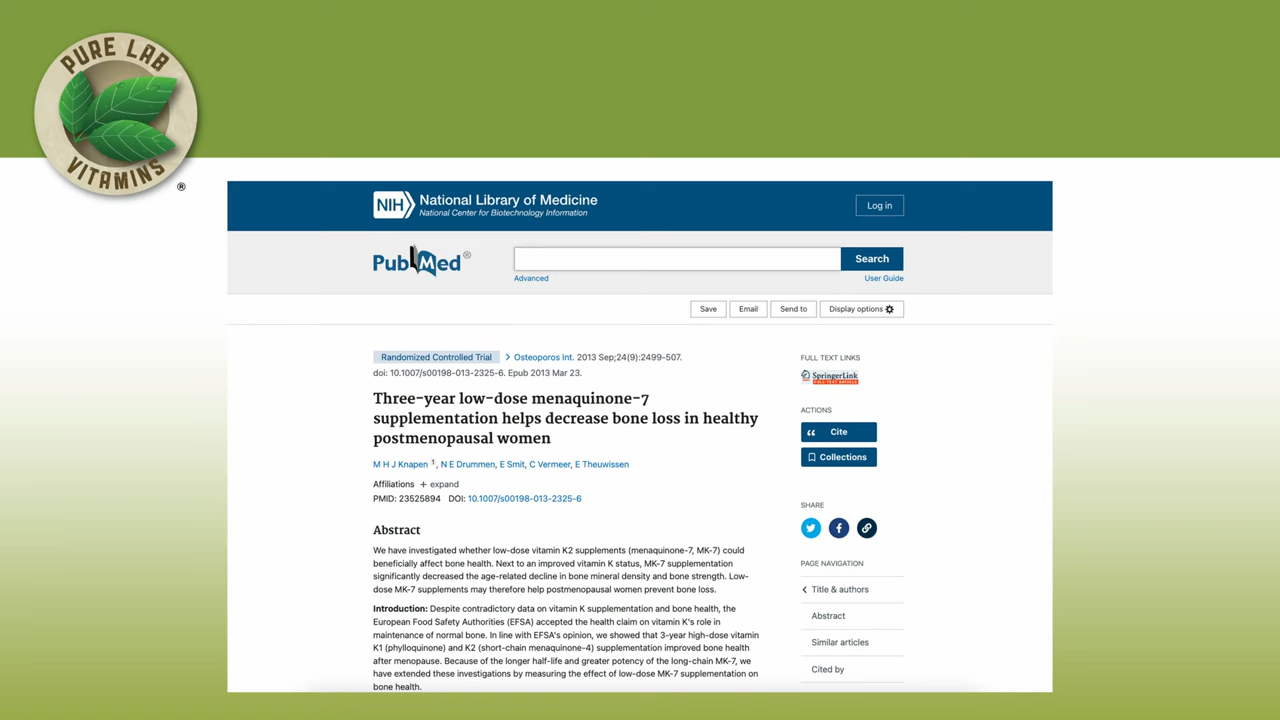 PURE LAB
VITAMINS
®
NIH
National Library of Medicine
National Center for Biotechnology Information
Log in
PubMed®
Search
Advanced
User Guide
Save
Email
Send to
Display options
Randomized Controlled Trial
Osteoporos Int. 2013 Sep;24(9):2499-507.
doi: 10.1007/s00198-013-2325-6. Epub 2013 Mar 23.
Three-year low-dose menaquinone-7
supplementation helps decrease bone loss in healthy
postmenopausal women
M H J Knapen 1, N E Drummen, E Smit, C Vermeer, E Theuwissen
Affiliations + expand
PMID: 23525894 DOI: 10.1007/s00198-013-2325-6
Abstract
We have investigated whether low-dose vitamin K2 supplements (menaquinone-7, MK-7) could
beneficially affect bone health. Next to an improved vitamin K status, MK-7 supplementation
significantly decreased the age-related decline in bone mineral density and bone strength. Low-
dose MK-7 supplements may therefore help postmenopausal women prevent bone loss.
Introduction: Despite contradictory data on vitamin K supplementation and bone health, the
European Food Safety Authorities (EFSA) accepted the health claim on vitamin K's role in
maintenance of normal bone. In line with EFSA's opinion, we showed that 3-year high-dose vitamin
K1 (phylloquinone) and K2 (short-chain menaquinone-4) supplementation improved bone health
after menopause. Because of the longer half-life and greater potency of the long-chain MK-7, we
have extended these investigations by measuring the effect of low-dose MK-7 supplementation on
bone health.
FULL TEXT LINKS
SpringerLink
FULL-TEXT ARTICLE
ACTIONS
Cite
Collections
SHARE
PAGE NAVIGATION
Title & authors
Abstract
Similar articles
Cited by